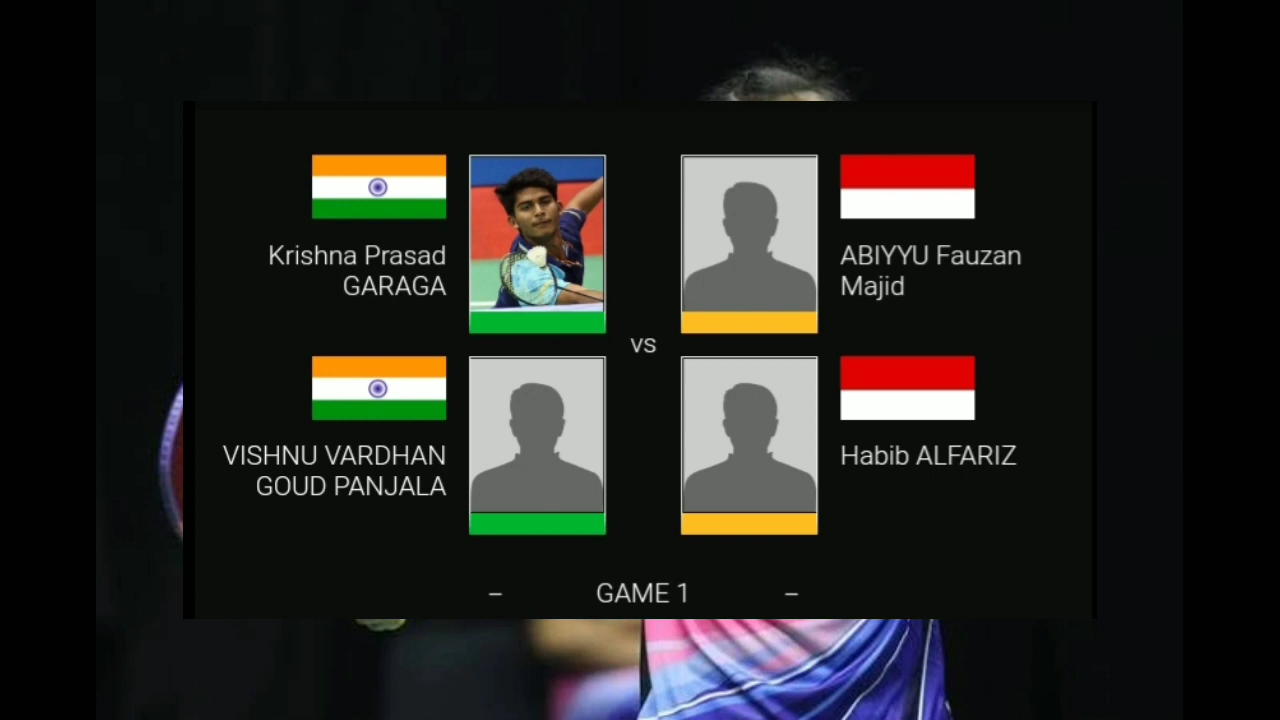 Krishna Prasad
GARAGA
ABIYYU Fauzan
Majid
vs
VISHNU VARDHAN
GOUD PANJALA
Habib ALFARIZ
– GAME 1 –